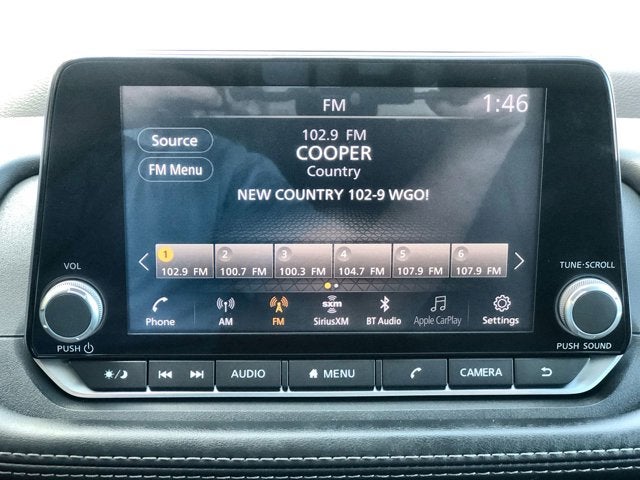 FM
1:46
Source
102.9 FM
COOPER
Country
FM Menu
NEW COUNTRY 102-9 WGO!
1 2 3 4 5 6
102.9 FM 100.7 FM 100.3 FM 104.7 FM 107.9 FM 107.9 FM
VOL
TUNE·SCROLL
sxm
Phone AM FM SiriusXM BT Audio Apple CarPlay Settings
PUSH
PUSH SOUND
AUDIO MENU CAMERA